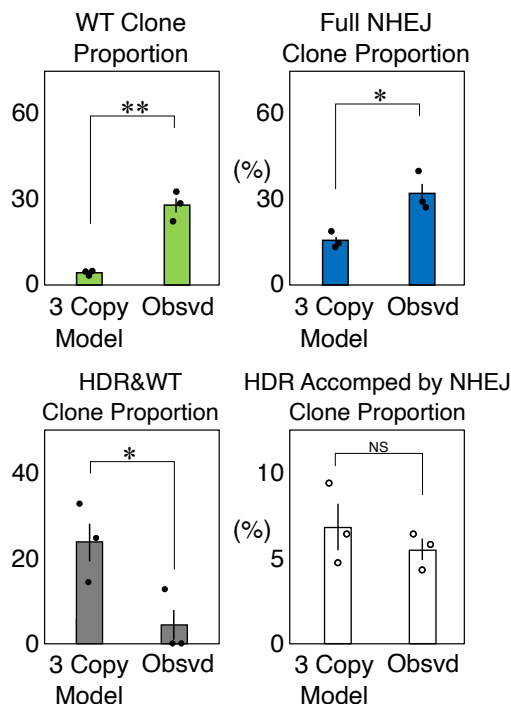 WT Clone
Proportion
60
30
0
**
3 Copy
Model
Obsvd
Full NHEJ
Clone Proportion
60
(%)
30
0
*
3 Copy
Model
Obsvd
HDR&WT
Clone Proportion
40
20
0
*
3 Copy
Model
Obsvd
HDR Accomped by NHEJ
Clone Proportion
10
(%)
5
0
NS
3 Copy
Model
Obsvd